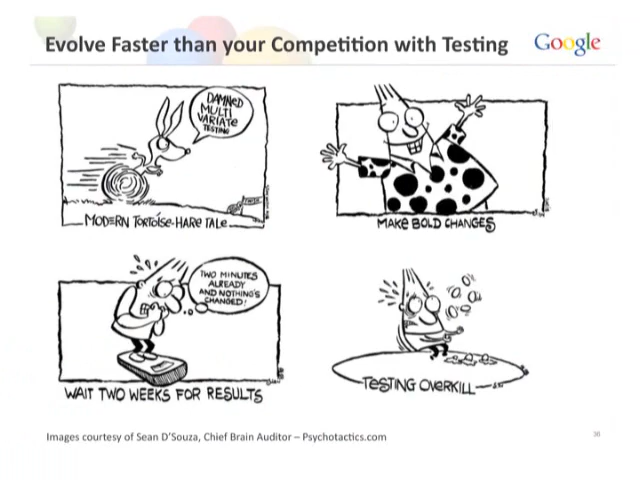 Evolve Faster than your Competition with Testing
Google
DAMNED
MULTI
VARIATE
TESTING
MODERN TORTOISE-HARE TALE
MAKE BOLD CHANGES
TWO MINUTES
ALREADY
AND NOTHING'S
CHANGED!
WAIT TWO WEEKS FOR RESULTS
TESTING OVERKILL
Images courtesy of Sean D'Souza, Chief Brain Auditor – Psychotactics.com
38